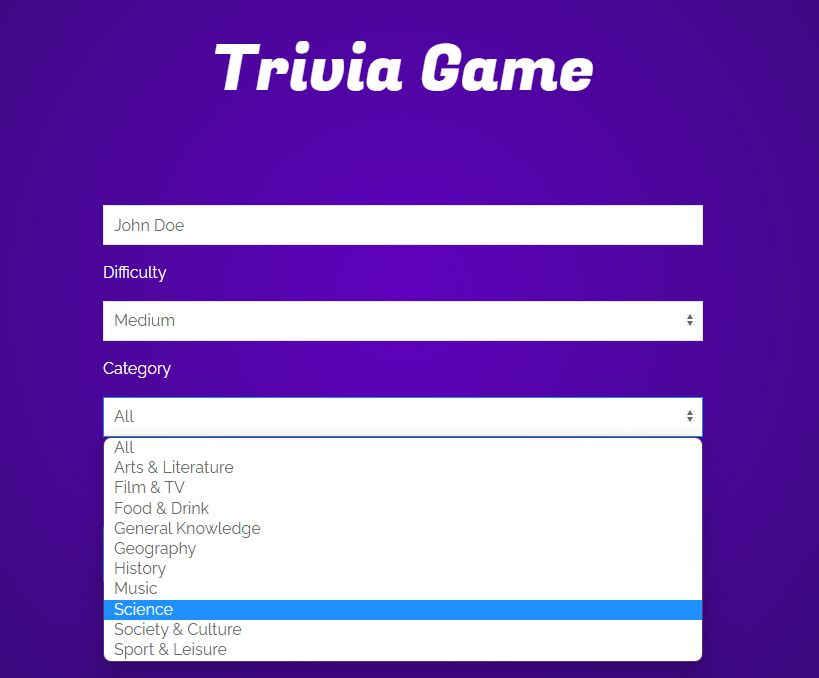 Trivia Game
John Doe
Difficulty
Medium
Category
All
All
Arts & Literature
Film & TV
Food & Drink
General Knowledge
Geography
History
Music
Science
Society & Culture
Sport & Leisure